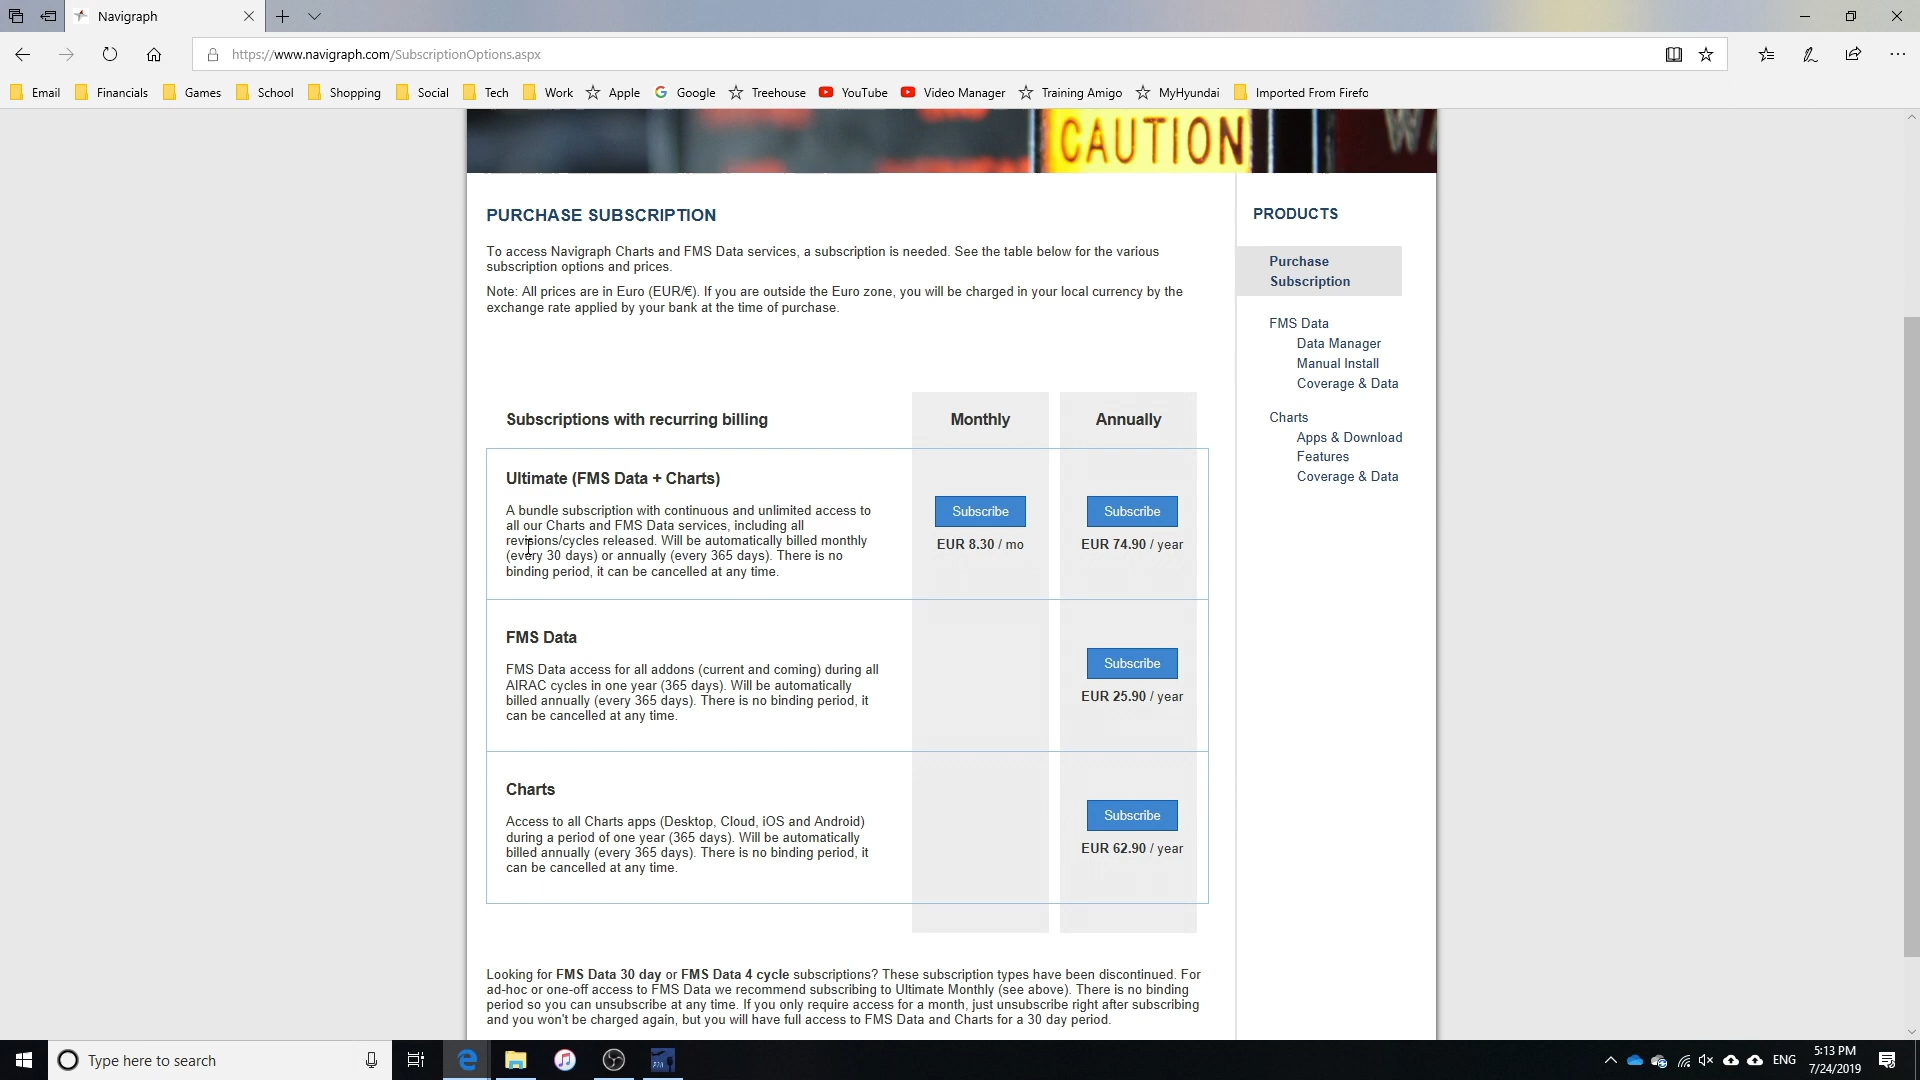 Navigraph
https://www.navigraph.com/SubscriptionOptions.aspx
Email Financials Games School Shopping Social Tech Work Apple Google Treehouse YouTube Video Manager Training Amigo MyHyundai Imported From Firefo
CAUTION
PURCHASE SUBSCRIPTION
To access Navigraph Charts and FMS Data services, a subscription is needed. See the table below for the various
subscription options and prices.
Note: All prices are in Euro (EUR/€). If you are outside the Euro zone, you will be charged in your local currency by the
exchange rate applied by your bank at the time of purchase.
Subscriptions with recurring billing
Monthly
Annually
Ultimate (FMS Data + Charts)
A bundle subscription with continuous and unlimited access to
all our Charts and FMS Data services, including all
revisions/cycles released. Will be automatically billed monthly
(every 30 days) or annually (every 365 days). There is no
binding period, it can be cancelled at any time.
Subscribe
EUR 8.30 / mo
Subscribe
EUR 74.90 / year
FMS Data
FMS Data access for all addons (current and coming) during all
AIRAC cycles in one year (365 days). Will be automatically
billed annually (every 365 days). There is no binding period, it
can be cancelled at any time.
Subscribe
EUR 25.90 / year
Charts
Access to all Charts apps (Desktop, Cloud, iOS and Android)
during a period of one year (365 days). Will be automatically
billed annually (every 365 days). There is no binding period, it
can be cancelled at any time.
Subscribe
EUR 62.90 / year
Looking for FMS Data 30 day or FMS Data 4 cycle subscriptions? These subscription types have been discontinued. For
ad-hoc or one-off access to FMS Data we recommend subscribing to Ultimate Monthly (see above). There is no binding
period so you can unsubscribe at any time. If you only require access for a month, just unsubscribe right after subscribing
and you won't be charged again, but you will have full access to FMS Data and Charts for a 30 day period.
PRODUCTS
Purchase
Subscription
FMS Data
Data Manager
Manual Install
Coverage & Data
Charts
Apps & Download
Features
Coverage & Data
Type here to search
ENG
5:13 PM
7/24/2019